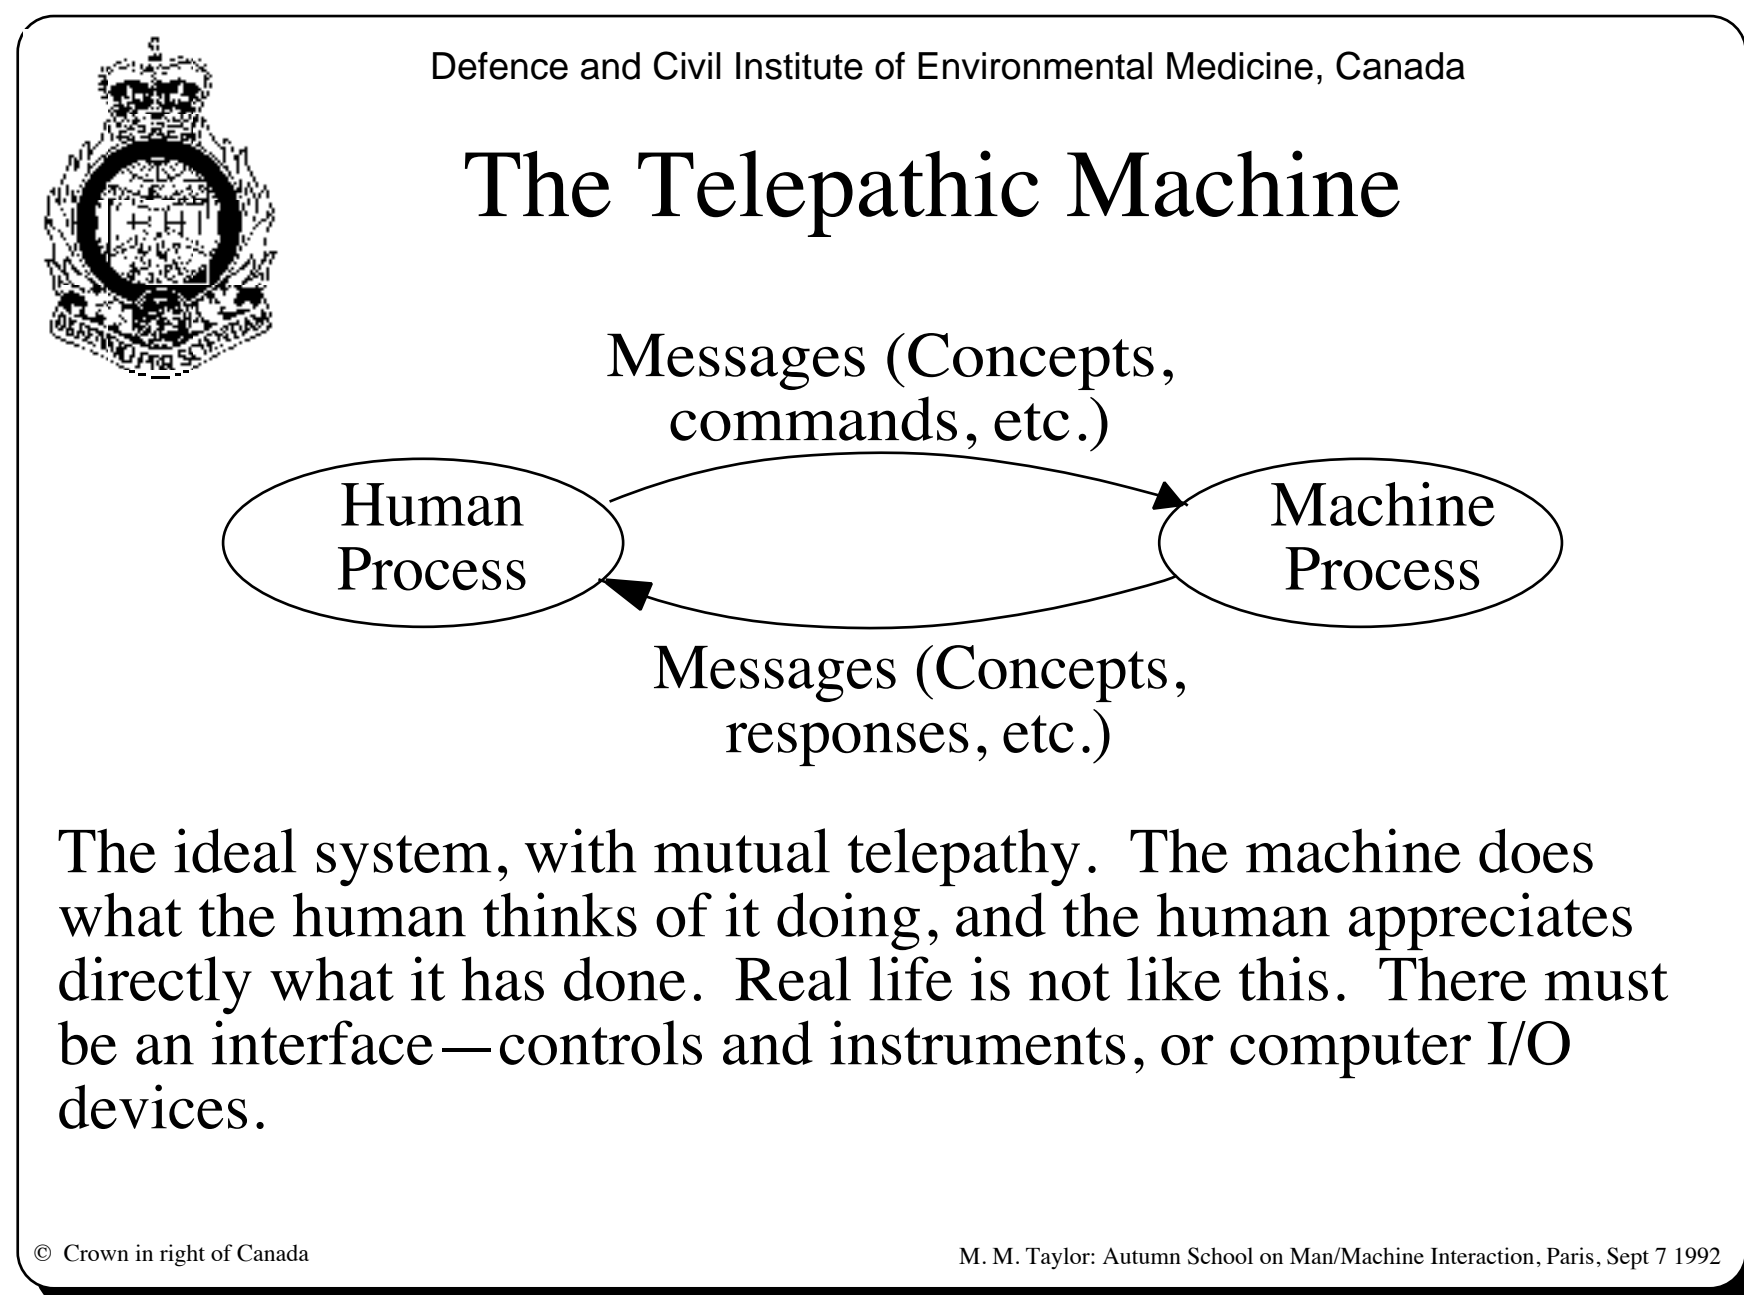 Defence and Civil Institute of Environmental Medicine, Canada
The Telepathic Machine
DEFENDO PER SCIENTIAM
Messages (Concepts,
commands, etc.)
Human
Process
Machine
Process
Messages (Concepts,
responses, etc.)
The ideal system, with mutual telepathy.  The machine does
what the human thinks of it doing, and the human appreciates
directly what it has done.  Real life is not like this.  There must
be an interface—controls and instruments, or computer I/O
devices.
© Crown in right of Canada
M. M. Taylor: Autumn School on Man/Machine Interaction, Paris, Sept 7 1992